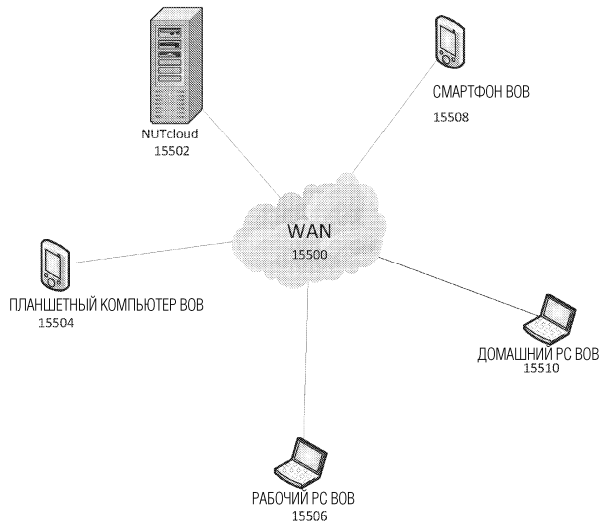 NUTcloud
15502
СМАРТФОН BOB
15508
WAN
15500
ПЛАНШЕТНЫЙ КОМПЬЮТЕР BOB
15504
ДОМАШНИЙ PC BOB
15510
РАБОЧИЙ PC BOB
15506